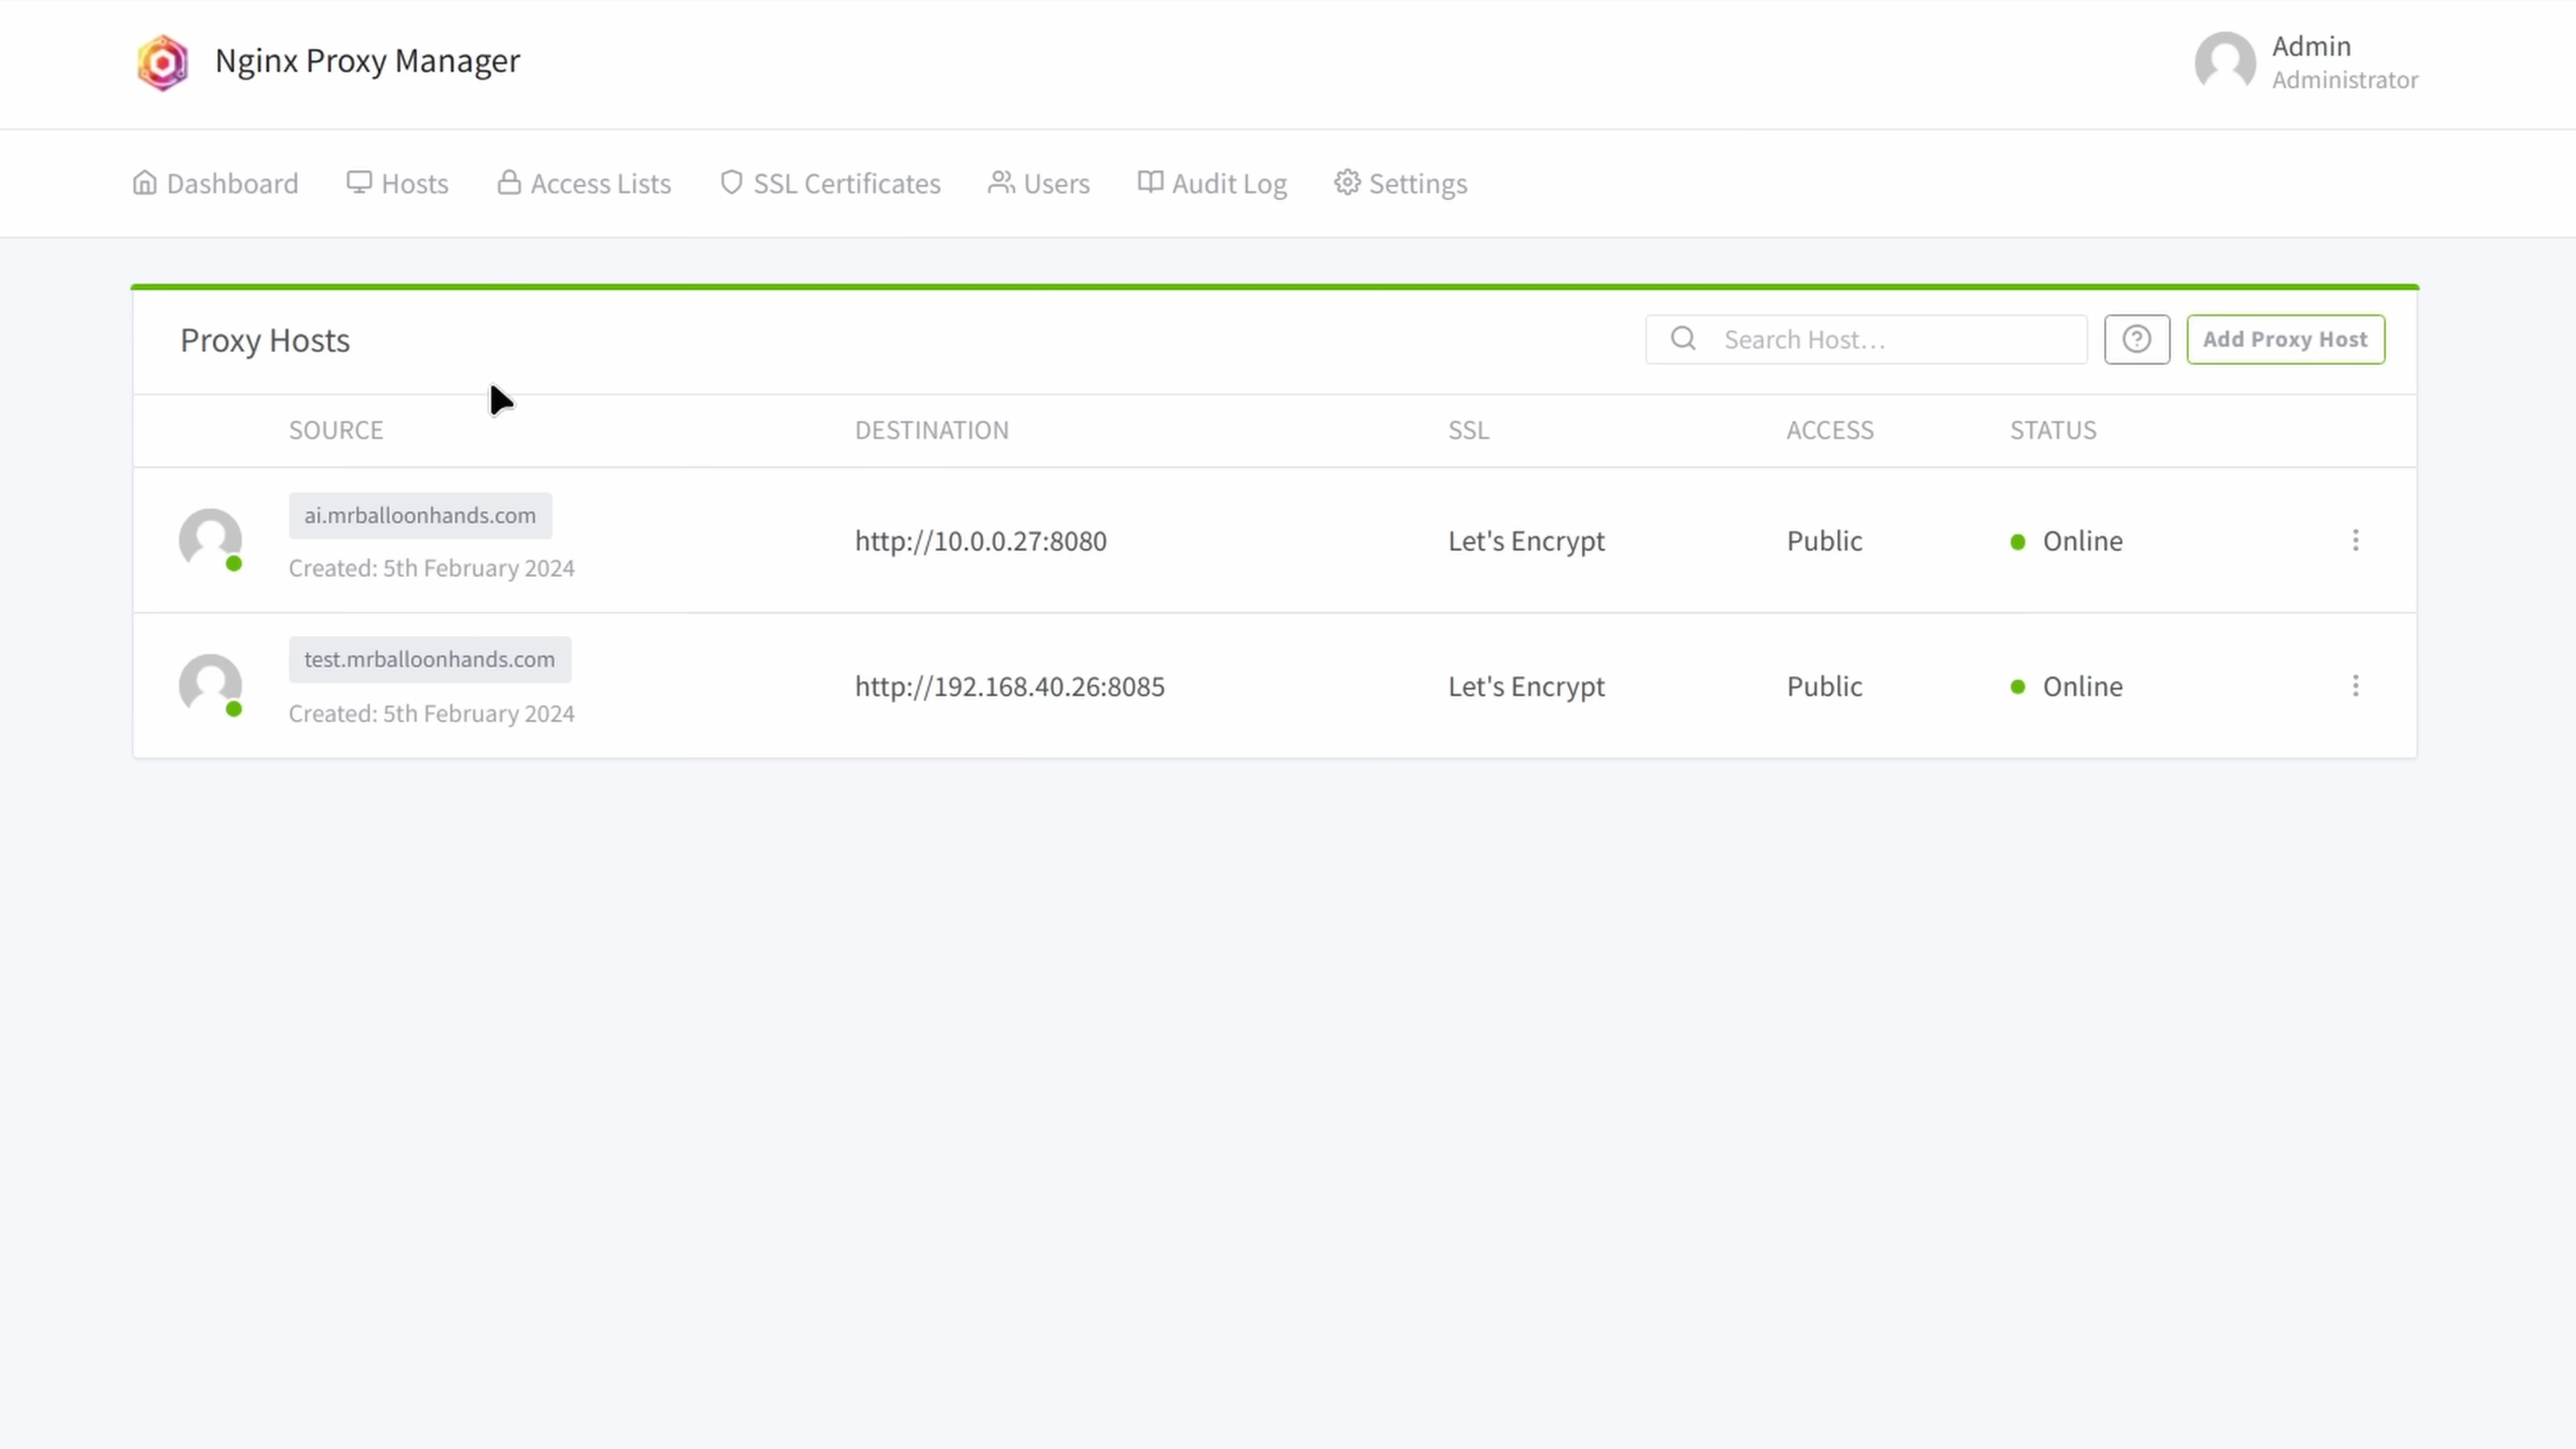 Nginx Proxy Manager
Admin
Administrator
Dashboard Hosts Access Lists SSL Certificates Users Audit Log Settings
Proxy Hosts Search Host... Add Proxy Host
SOURCE DESTINATION SSL ACCESS STATUS
ai.mrballoonhands.com
http://10.0.0.27:8080 Let's Encrypt Public Online
Created: 5th February 2024
test.mrballoonhands.com
http://192.168.40.26:8085 Let's Encrypt Public Online
Created: 5th February 2024